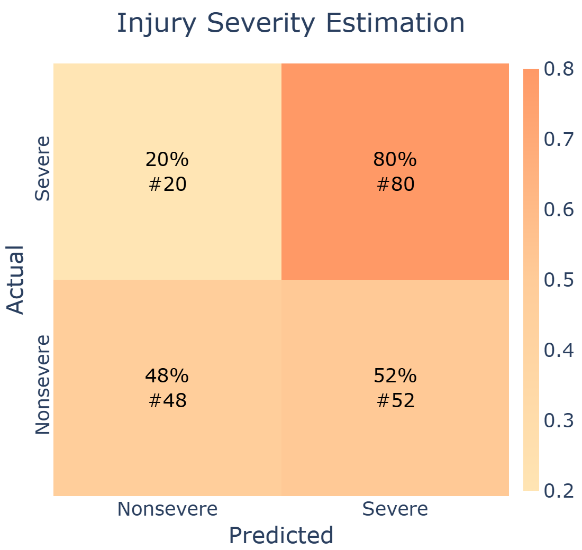 Injury Severity Estimation
Actual
Severe
Nonsevere
20%
#20
80%
#80
48%
#48
52%
#52
Nonsevere
Severe
Predicted
0.8
0.7
0.6
0.5
0.4
0.3
0.2